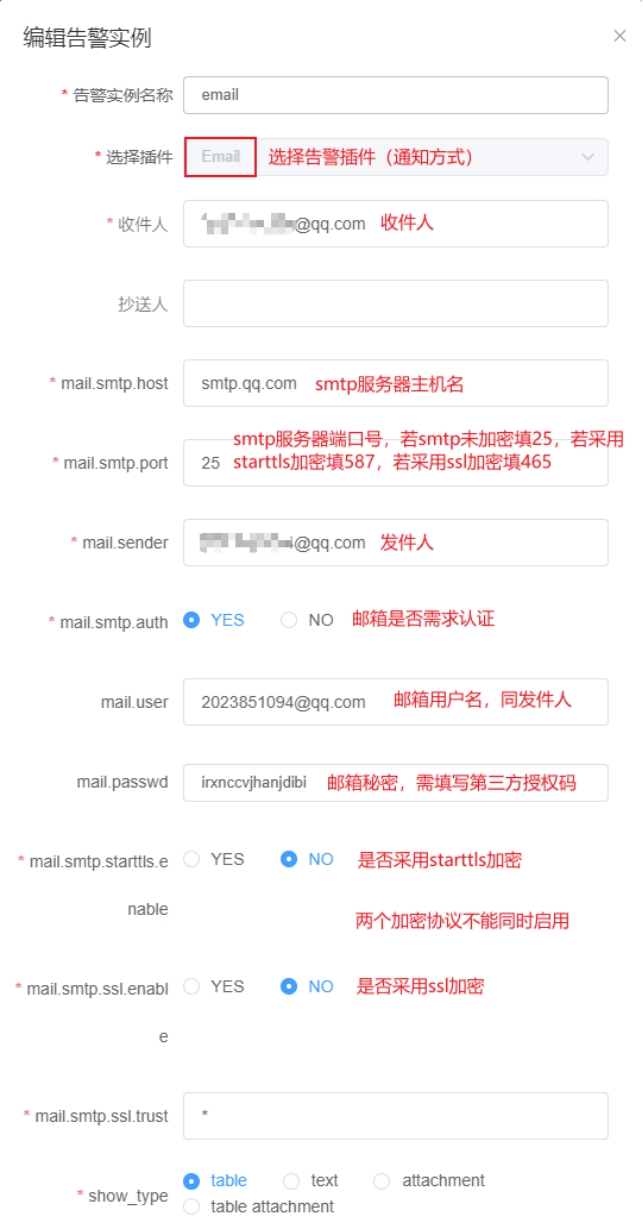 编辑告警实例
* 告警实例名称 email
* 选择插件 Email 选择告警插件（通知方式）
* 收件人 @qq.com 收件人
抄送人
* mail.smtp.host smtp.qq.com smtp服务器主机名
smtp服务器端口号，若smtp未加密填25，若采用
* mail.smtp.port 25 starttls加密填587，若采用ssl加密填465
* mail.sender @qq.com 发件人
* mail.smtp.auth YES NO 邮箱是否需求认证
mail.user 2023851094@qq.com 邮箱用户名，同发件人
mail.passwd irxnccvjhanjdibi 邮箱秘密，需填写第三方授权码
* mail.smtp.starttls.e YES NO 是否采用starttls加密
nable
两个加密协议不能同时启用
* mail.smtp.ssl.enabl YES NO 是否采用ssl加密
e
* mail.smtp.ssl.trust *
* show_type table text attachment
table attachment